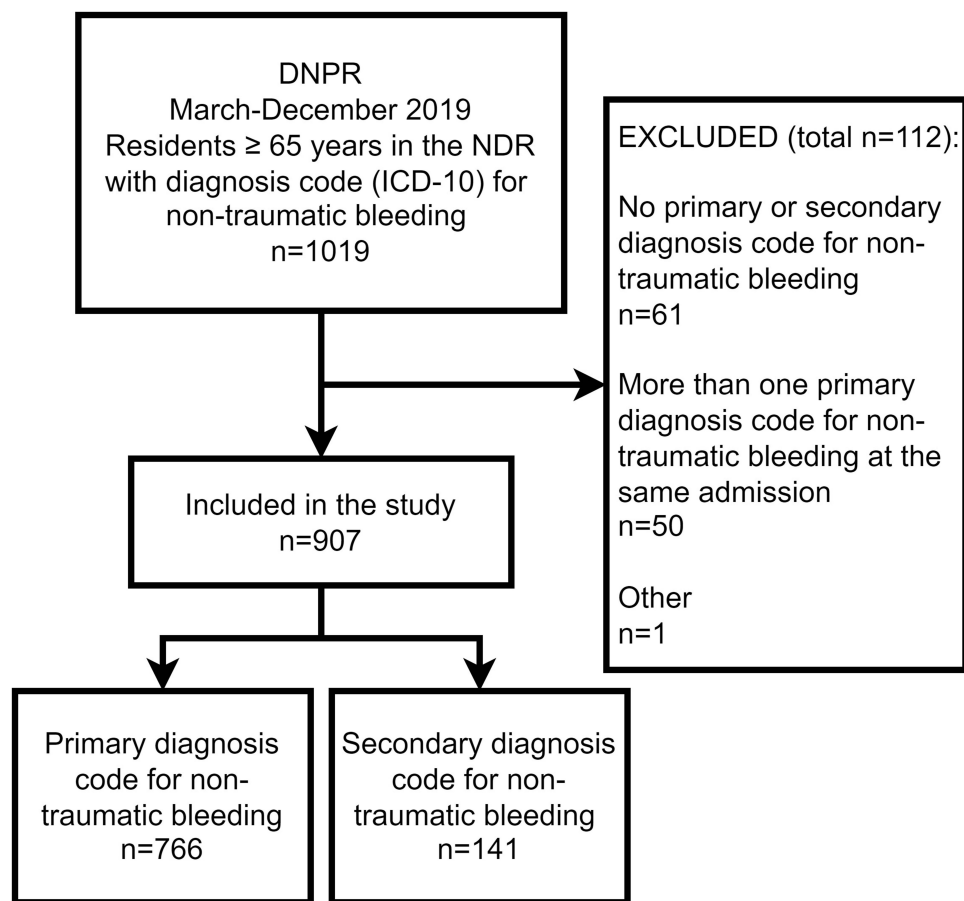 DNPR
March-December 2019
Residents ≥ 65 years in the NDR
with diagnosis code (ICD-10) for
non-traumatic bleeding
n=1019
EXCLUDED (total n=112):
No primary or secondary
diagnosis code for non-
traumatic bleeding
n=61
More than one primary
diagnosis code for non-
traumatic bleeding at the
same admission
n=50
Other
n=1
Included in the study
n=907
Primary diagnosis
code for non-
traumatic bleeding
n=766
Secondary diagnosis
code for non-
traumatic bleeding
n=141